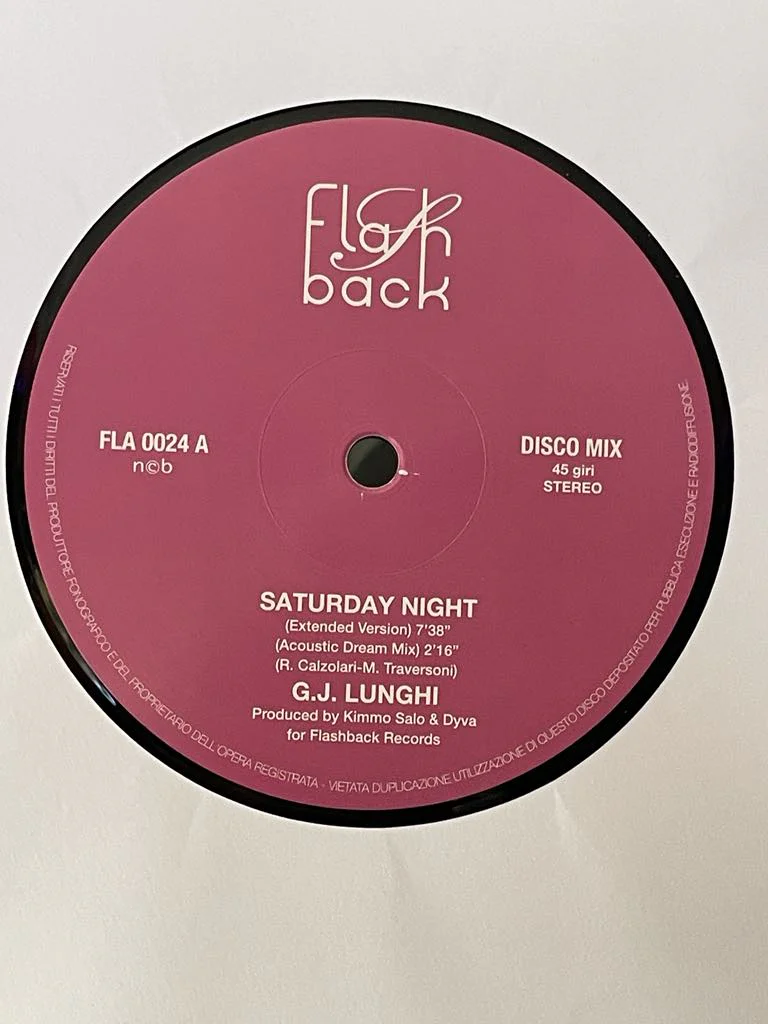 flash
back
FLA 0024 A
n©b
DISCO MIX
45 giri
STEREO
SATURDAY NIGHT
(Extended Version) 7'38"
(Acoustic Dream Mix) 2'16"
(R. Calzolari-M. Traversoni)
G.J. LUNGHI
Produced by Kimmo Salo & Dyva
for Flashback Records
RISERVATI I TUTTI I DIRITI DEL PRODUTTORE FONOGRAFICO E DEL PROPRIETARIO DELL'OPERA REGISTRATA - VIETATA DUPLICAZIONE UTILIZZAZIONE DI QUESTO DISCO DEPOSITATO PER PUBBLICA ESECUZIONE E RADIODIFFUSIONE